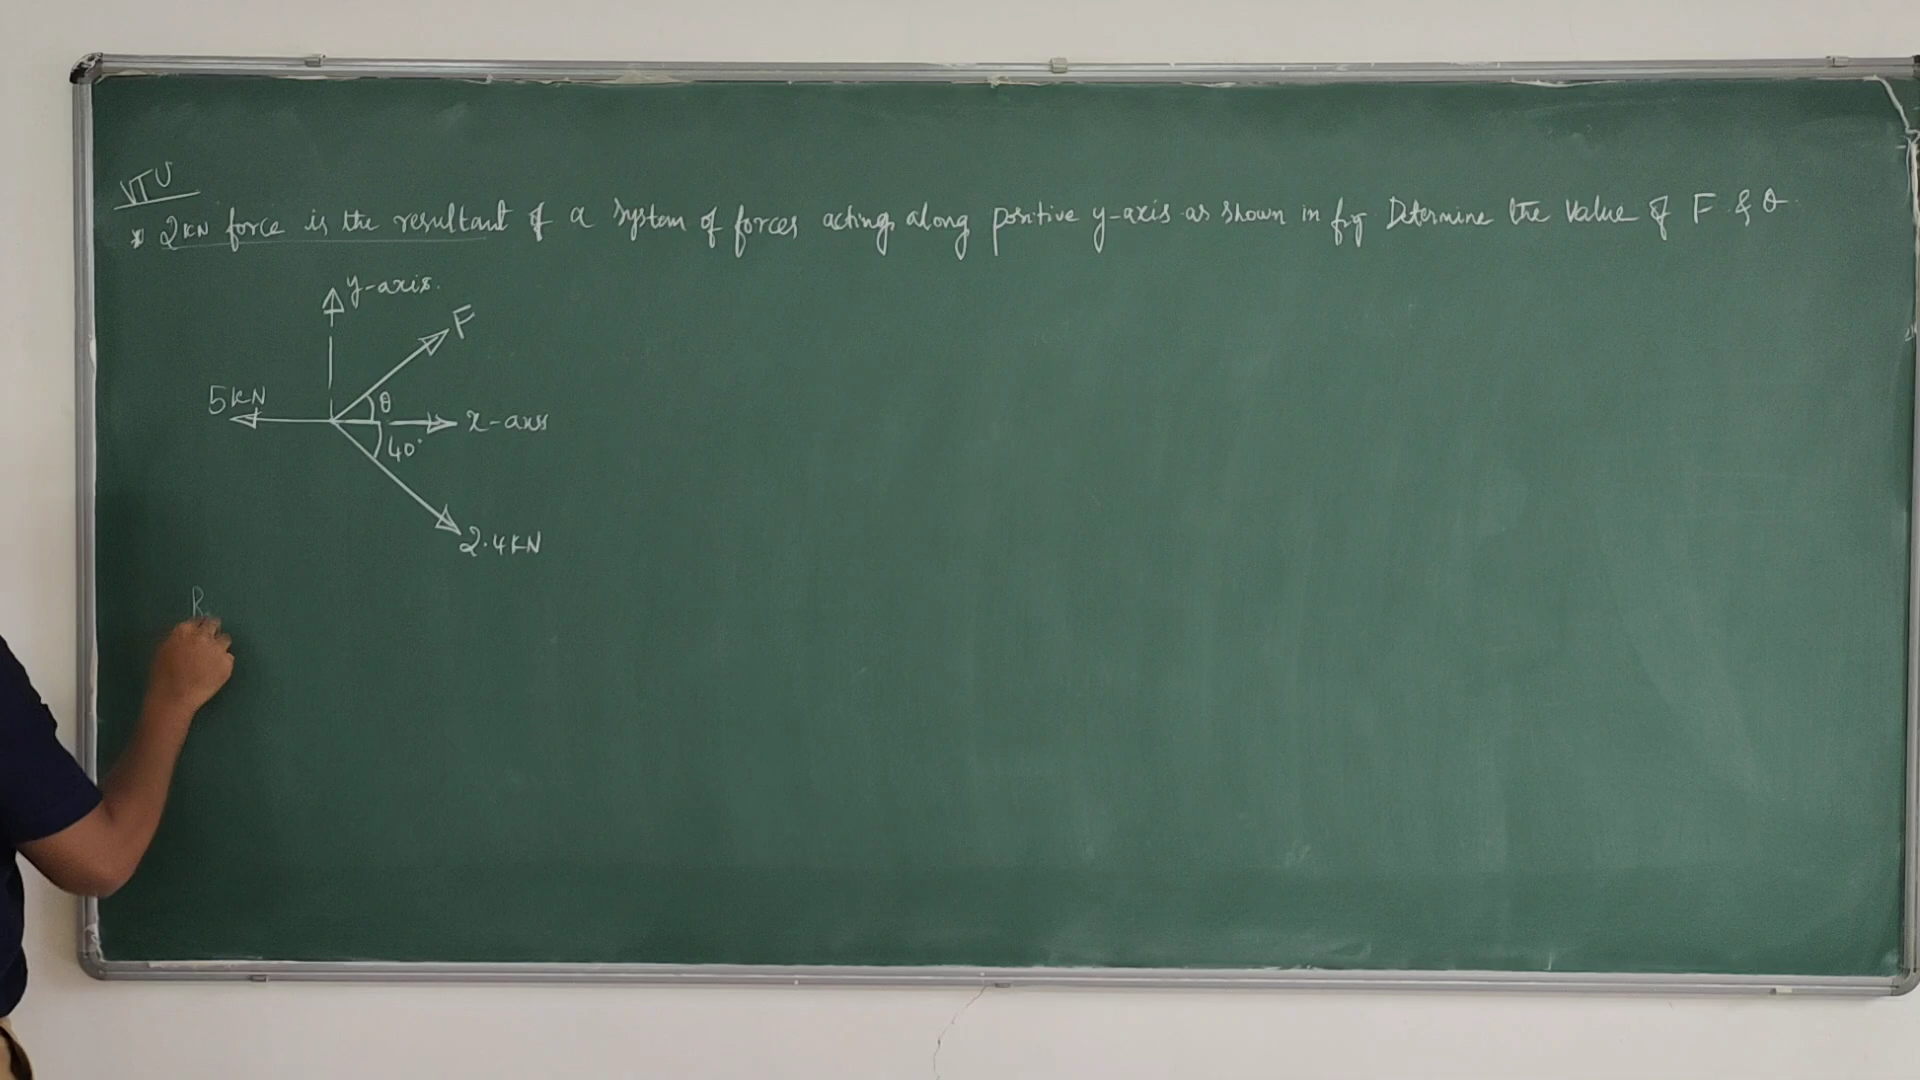 VTU
* 2KN force is the resultant of a system of forces acting along positive y-axis as shown in fig Determine the value of F & θ.
y-axis.
F
5KN
θ
x-axis
40°
2.4KN
R